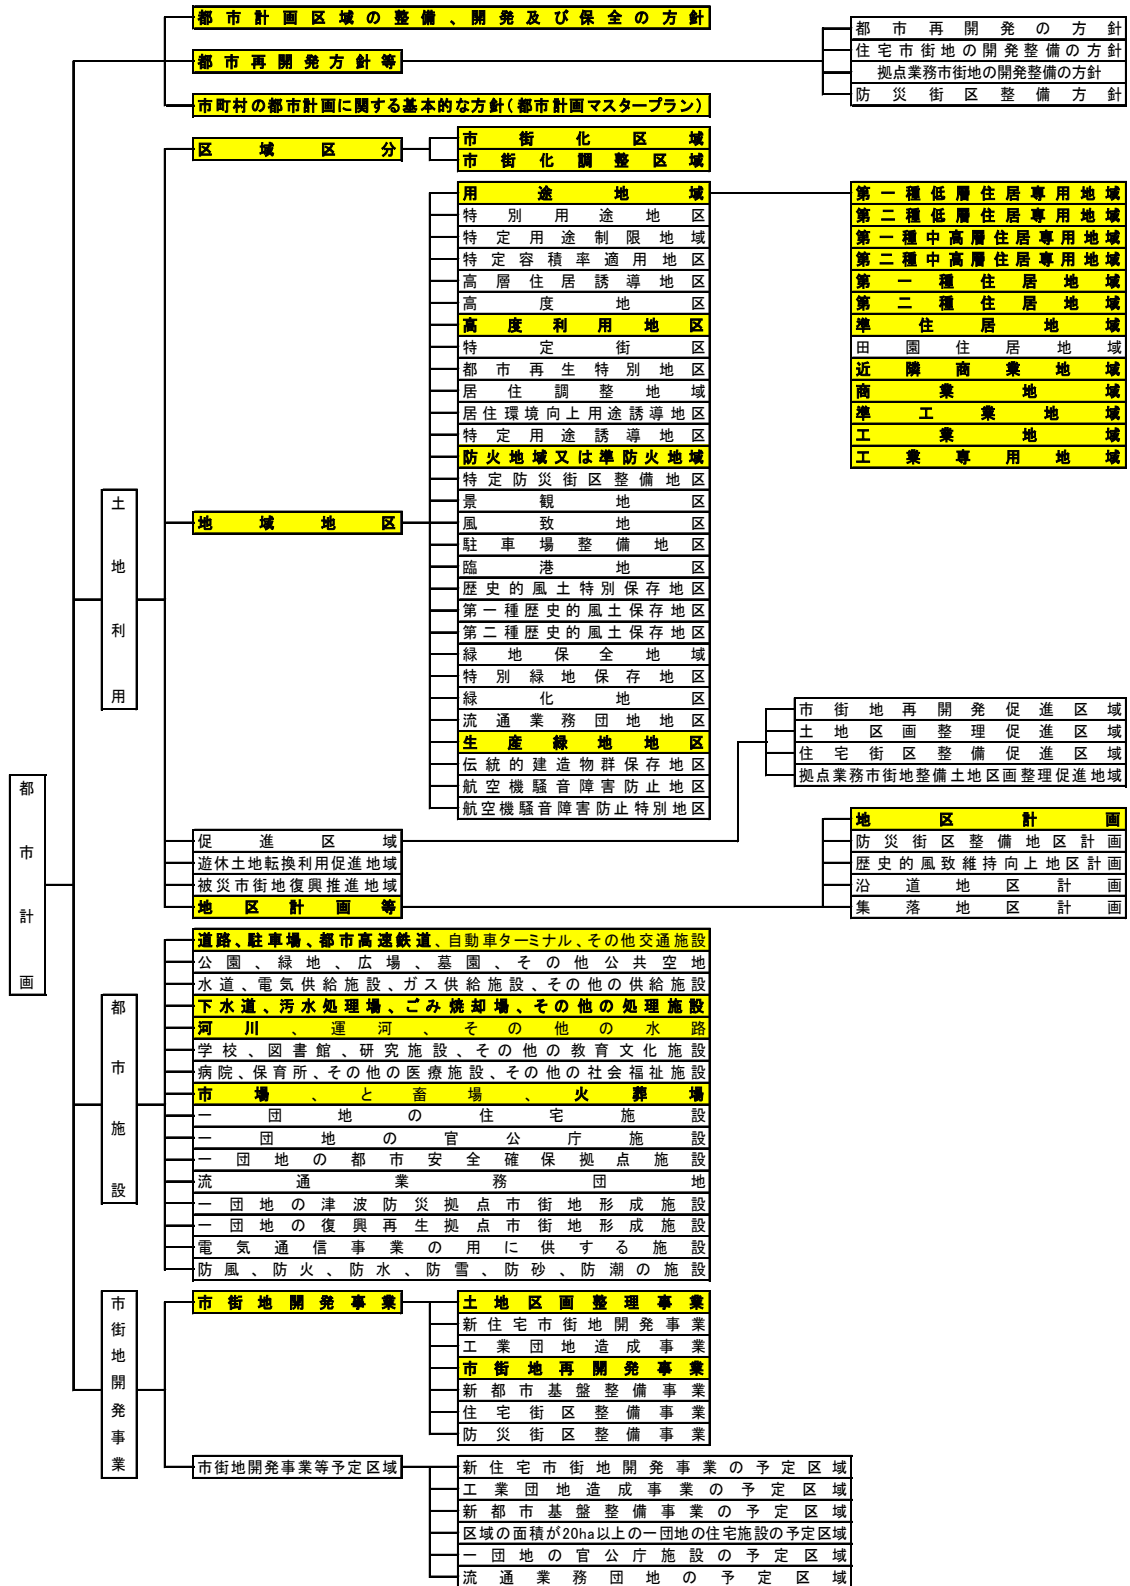 都市計画
都市計画区域の整備、開発及び保全の方針
都市再開発方針等
都市再開発の方針
住宅市街地の開発整備の方針
拠点業務市街地の開発整備の方針
防災街区整備方針
市町村の都市計画に関する基本的な方針(都市計画マスタープラン)
土地利用
区域区分
市街化区域
市街化調整区域
地域地区
用途地域
特別用途地区
特定用途制限地域
特定容積率適用地区
高層住居誘導地区
高度地区
高度利用地区
特定街区
都市再生特別地区
居住調整地域
居住環境向上用途誘導地区
特定用途誘導地区
防火地域又は準防火地域
特定防災街区整備地区
景観地区
風致地区
駐車場整備地区
臨港地区
歴史的風土特別保存地区
第一種歴史的風土保存地区
第二種歴史的風土保存地区
緑地保全地域
特別緑地保存地区
緑化地区
流通業務団地地区
生産緑地地区
伝統的建造物群保存地区
航空機騒音障害防止地区
航空機騒音障害防止特別地区
第一種低層住居専用地域
第二種低層住居専用地域
第一種中高層住居専用地域
第二種中高層住居専用地域
第一種住居地域
第二種住居地域
準住居地域
田園住居地域
近隣商業地域
商業地域
準工業地域
工業地域
工業専用地域
促進区域
遊休土地転換利用促進地域
被災市街地復興推進地域
地区計画等
市街地再開発促進区域
土地区画整理促進区域
住宅街区整備促進区域
拠点業務市街地整備土地区画整理促進地域
地区計画
防災街区整備地区計画
歴史的風致維持向上地区計画
沿道地区計画
集落地区計画
都市施設
道路、駐車場、都市高速鉄道、自動車ターミナル、その他交通施設
公園、緑地、広場、墓園、その他公共空地
水道、電気供給施設、ガス供給施設、その他の供給施設
下水道、汚水処理場、ごみ焼却場、その他の処理施設
河川、運河、その他の水路
学校、図書館、研究施設、その他の教育文化施設
病院、保育所、その他の医療施設、その他の社会福祉施設
市場、と畜場、火葬場
一団地の住宅施設
一団地の官公庁施設
一団地の都市安全確保拠点施設
流通業務団地
一団地の津波防災拠点市街地形成施設
一団地の復興再生拠点市街地形成施設
電気通信事業の用に供する施設
防風、防火、防水、防雪、防砂、防潮の施設
市街地開発事業
市街地開発事業
土地区画整理事業
新住宅市街地開発事業
工業団地造成事業
市街地再開発事業
新都市基盤整備事業
住宅街区整備事業
防災街区整備事業
市街地開発事業等予定区域
新住宅市街地開発事業の予定区域
工業団地造成事業の予定区域
新都市基盤整備事業の予定区域
区域の面積が20ha以上の一団地の住宅施設の予定区域
一団地の官公庁施設の予定区域
流通業務団地の予定区域